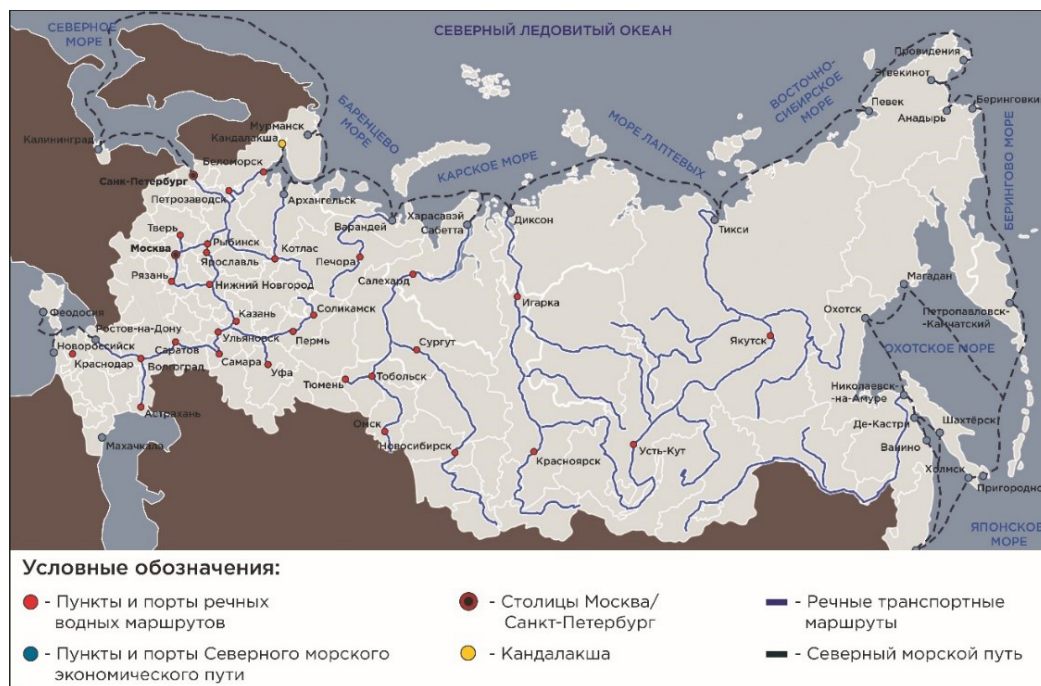 СЕВЕРНОЕ
МОРЕ
СЕВЕРНЫЙ ЛЕДОВИТЫЙ ОКЕАН
Провидения
Эгвекинот
ВОСТОЧНО-
СИБИРСКОЕ
МОРЕ
Певек
Беринговки
Анадырь
БАРЕНЦЕВО
МОРЕ
МОРЕ ЛАПТЕВЫХ
КАРСКОЕ МОРЕ
БЕРИНГОВО МОРЕ
Мурманск
Кандалакша
Калининград
Беломорск
Санк-Петербург
Петрозаводск
Архангельск
Варандей
Харасавэй
Сабетта
Диксон
Тикси
Тверь
Москва
Рыбинск
Ярославль
Котлас
Печора
Салехард
Рязань
Нижний Новгород
Игарка
Магадан
Охотск
Петропавловск-
Камчатский
Феодосия
Ростов-на-Дону
Новороссийск
Краснодар
Казань
Соликамск
Ульяновск
Пермь
Саратов
Волгоград
Самара
Уфа
Сургут
Тюмень
Тобольск
Якутск
ОХОТСКОЕ МОРЕ
Николаевск-
на-Амуре
Де-Кастри
Шахтёрск
Ванино
Холмск
Пригородно
Астрахань
Махачкала
Омск
Новосибирск
Красноярск
Усть-Кут
ЯПОНСКОЕ
МОРЕ
Условные обозначения:
- Пункты и порты речных
водных маршрутов
- Столицы Москва/
Санкт-Петербург
- Речные транспортные
маршруты
- Пункты и порты Северного морского
экономического пути
- Кандалакша
- Северный морской путь